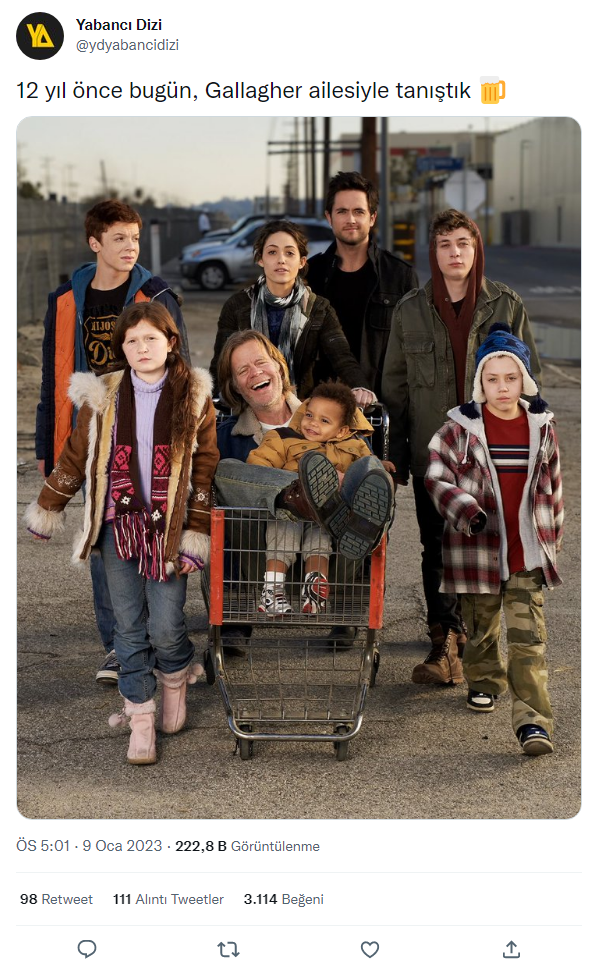 YA
Yabancı Dizi
@ydyabancidizi
12 yıl önce bugün, Gallagher ailesiyle tanıştık 🍺
ÖS 5:01 · 9 Oca 2023 · 222,8 B Görüntülenme
98 Retweet 111 Alıntı Tweetler 3.114 Beğeni